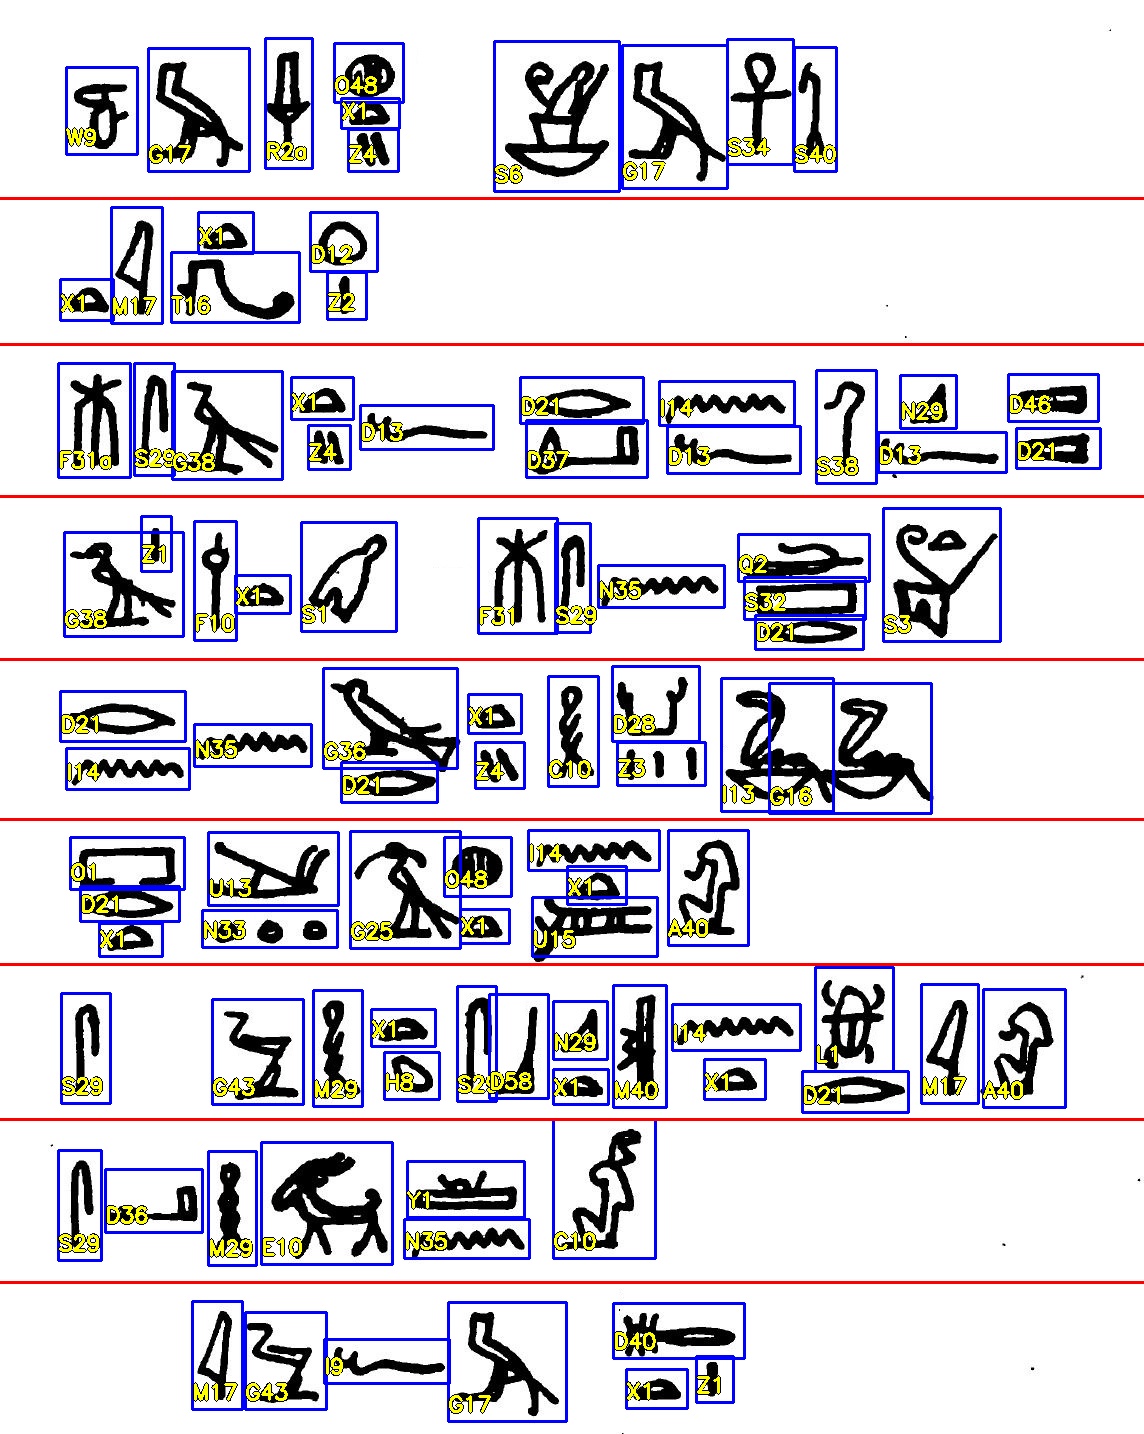 W9 G17 R2a O48 X1 Z4 S6 G17 S34 S40
X1 M17 X1 T16 D12 Z2
F31a S29 G38 X1 Z4 D13 D21 D37 I14 D13 S38 N29 D13 D46 D21
G38 Z1 F10 X1 S1 F31 S29 N35 Q2 S32 D21 S3
D21 I14 N35 G36 D21 X1 Z4 C10 D28 Z3 I13 G16
O1 D21 X1 U13 N33 G25 O48 X1 I14 X1 U15 A40
S29 G43 M29 X1 H8 S29 D58 N29 X1 M40 I14 X1 L1 D21 M17 A40
S29 D36 M29 E10 Y1 N35 C10
M17 G43 I9 G17 D40 X1 Z1